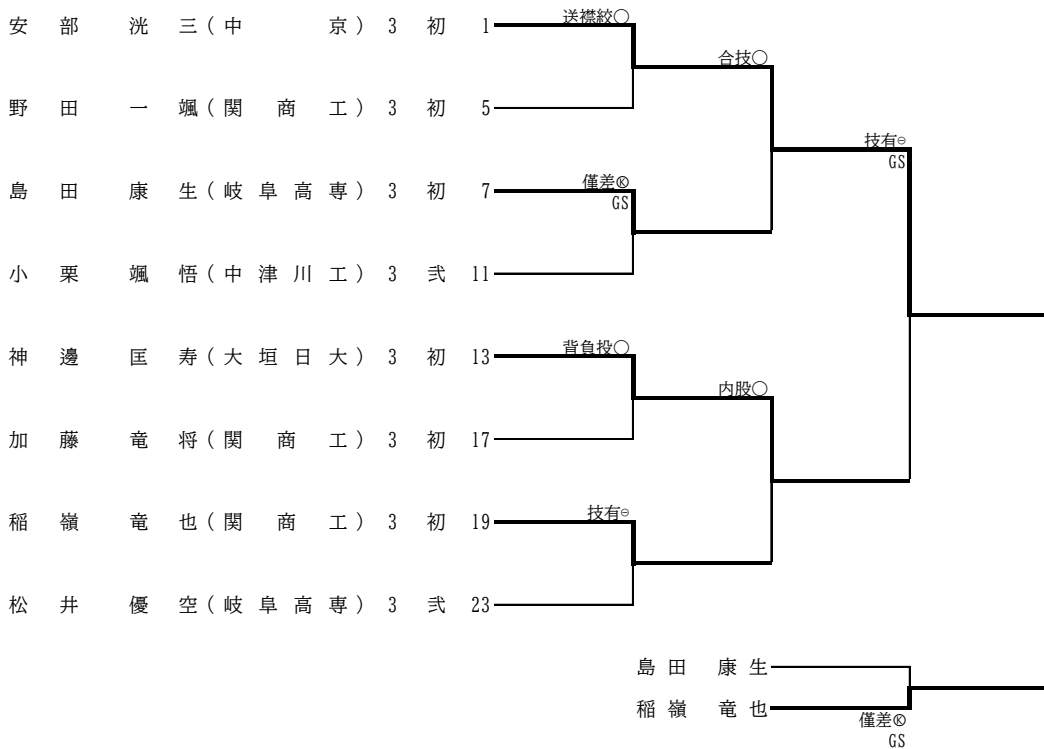 送襟絞○
安部 洸三(中 京) 3 初 1
合技○
野田 一颯(関 商 工) 3 初 5
技有⊖
GS
島田 康生(岐阜高専) 3 初 7
僅差Ⓚ
GS
小栗 颯悟(中津川工) 3 弐 11
背負投○
神邊 匡寿(大垣日大) 3 初 13
内股○
加藤 竜将(関 商 工) 3 初 17
技有⊖
稲嶺 竜也(関 商 工) 3 初 19
松井 優空(岐阜高専) 3 弐 23
島田 康生
稲嶺 竜也
僅差Ⓚ
GS